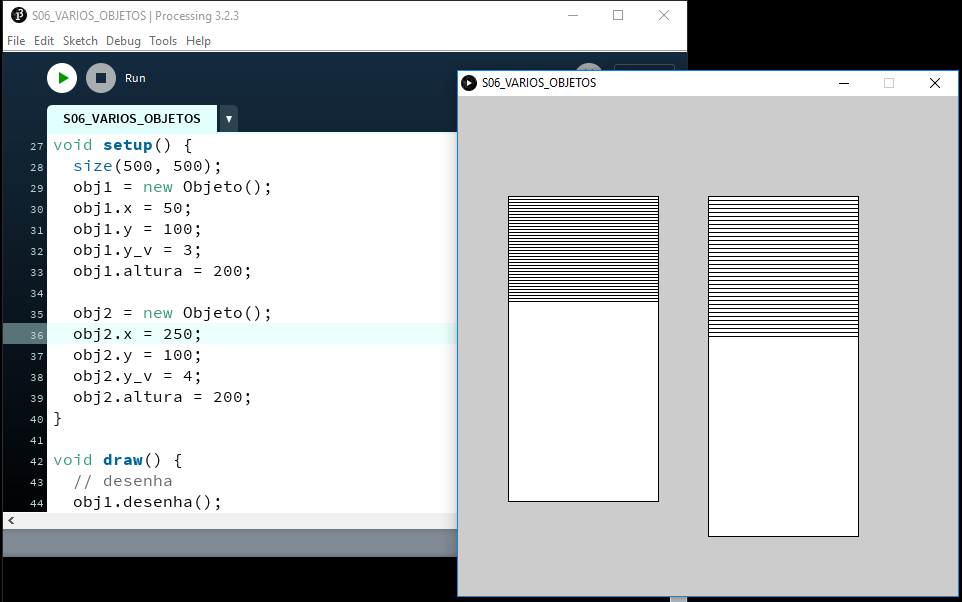 S06_VARIOS_OBJETOS | Processing 3.2.3
File Edit Sketch Debug Tools Help
Run
S06_VARIOS_OBJETOS
S06_VARIOS_OBJETOS
27 void setup() {
28   size(500, 500);
29   obj1 = new Objeto();
30   obj1.x = 50;
31   obj1.y = 100;
32   obj1.y_v = 3;
33   obj1.altura = 200;
34
35   obj2 = new Objeto();
36   obj2.x = 250;
37   obj2.y = 100;
38   obj2.y_v = 4;
39   obj2.altura = 200;
40 }
41
42 void draw() {
43   // desenha
44   obj1.desenha();